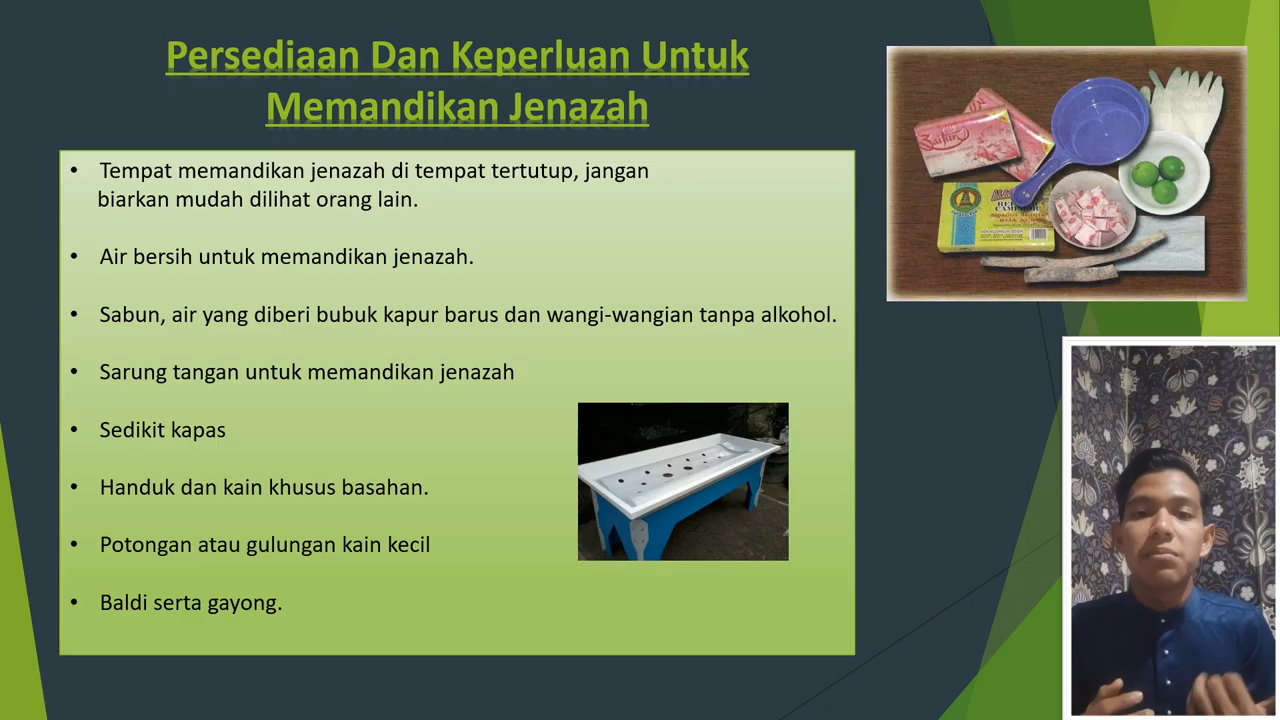 Persediaan Dan Keperluan Untuk
Memandikan Jenazah
• Tempat memandikan jenazah di tempat tertutup, jangan
biarkan mudah dilihat orang lain.
• Air bersih untuk memandikan jenazah.
• Sabun, air yang diberi bubuk kapur barus dan wangi-wangian tanpa alkohol.
• Sarung tangan untuk memandikan jenazah
• Sedikit kapas
• Handuk dan kain khusus basahan.
• Potongan atau gulungan kain kecil
• Baldi serta gayong.
Zaitun